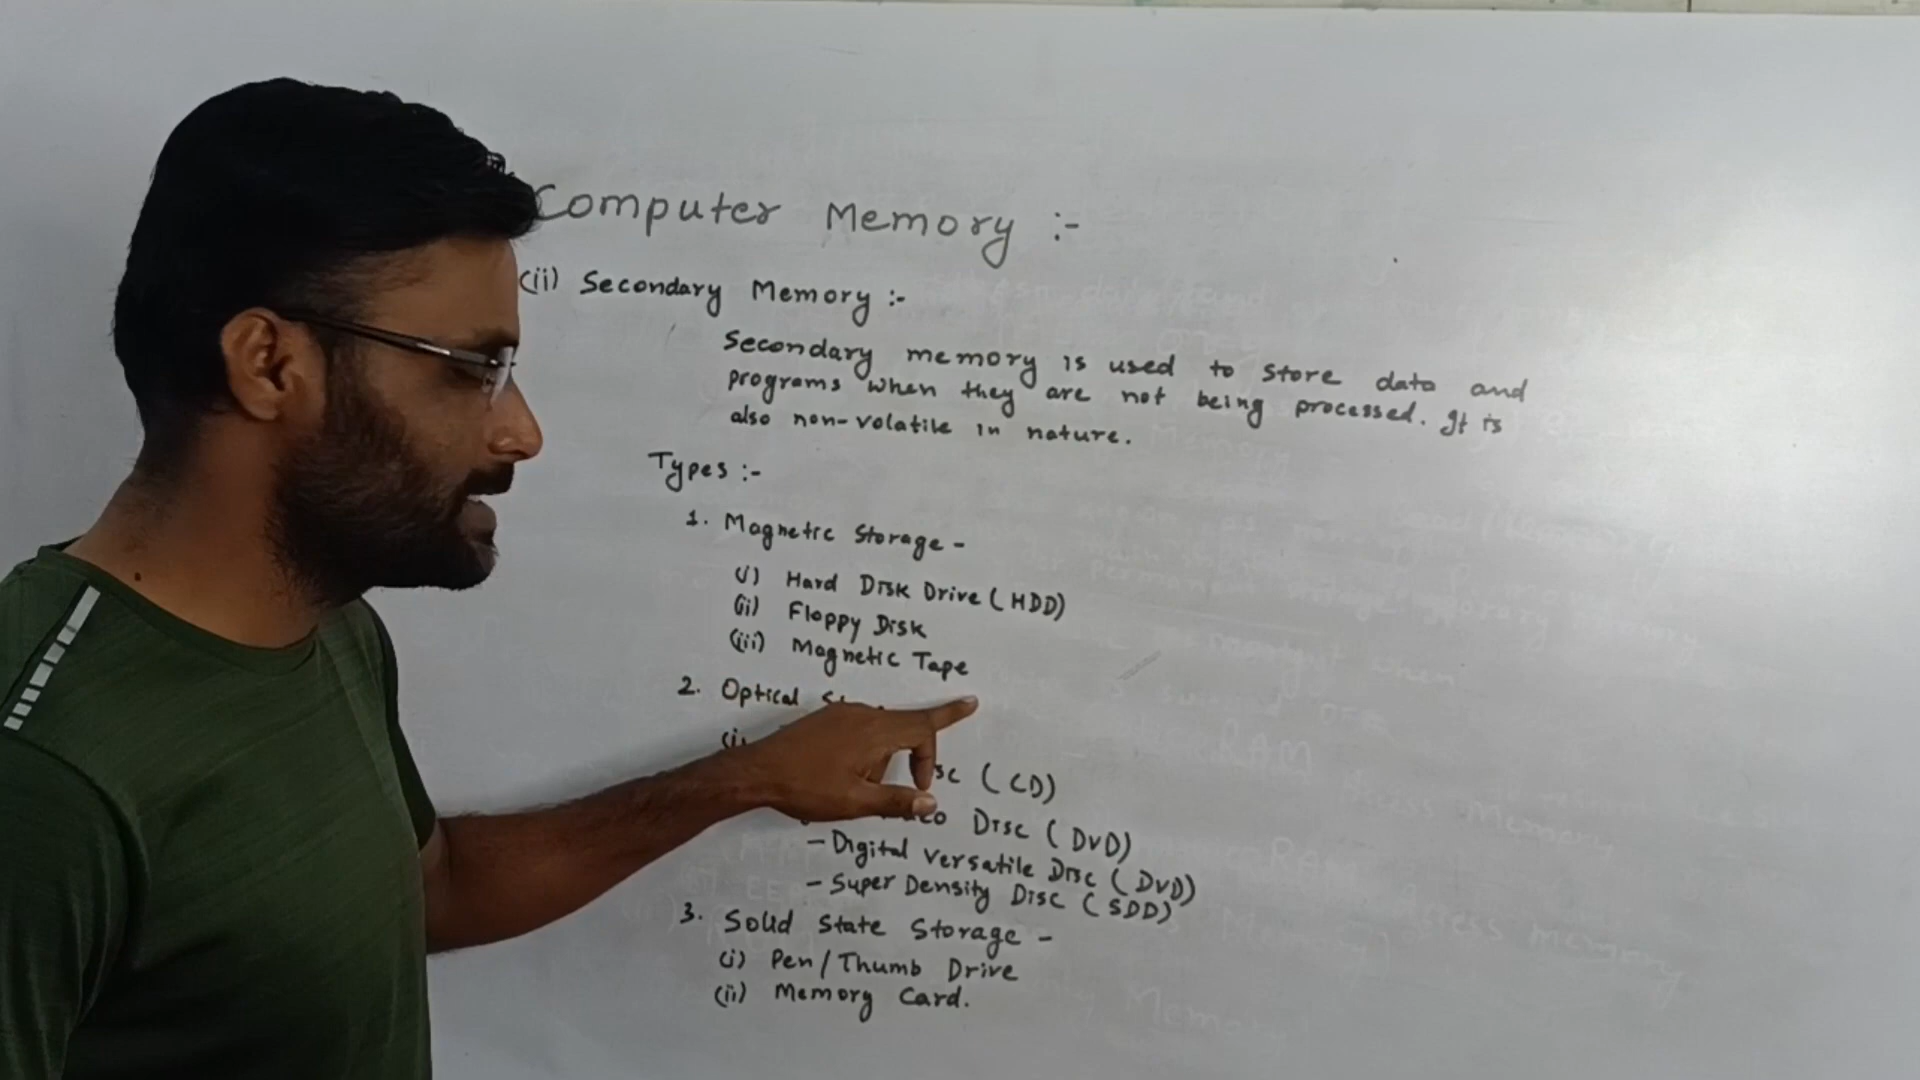 Computer Memory :-
(ii) Secondary Memory :-
Secondary memory is used to store data and
programs when they are not being processed. It is
also non-volatile in nature.
Types :-
1. Magnetic Storage -
(i) Hard Disk Drive (HDD)
(ii) Floppy Disk
(iii) Magnetic Tape
2. Optical
(i)
(CD)
Disc (DVD)
- Digital Versatile Disc (DVD)
- Super Density Disc (SDD)
3. Solid State Storage -
(i) Pen/Thumb Drive
(ii) Memory Card.